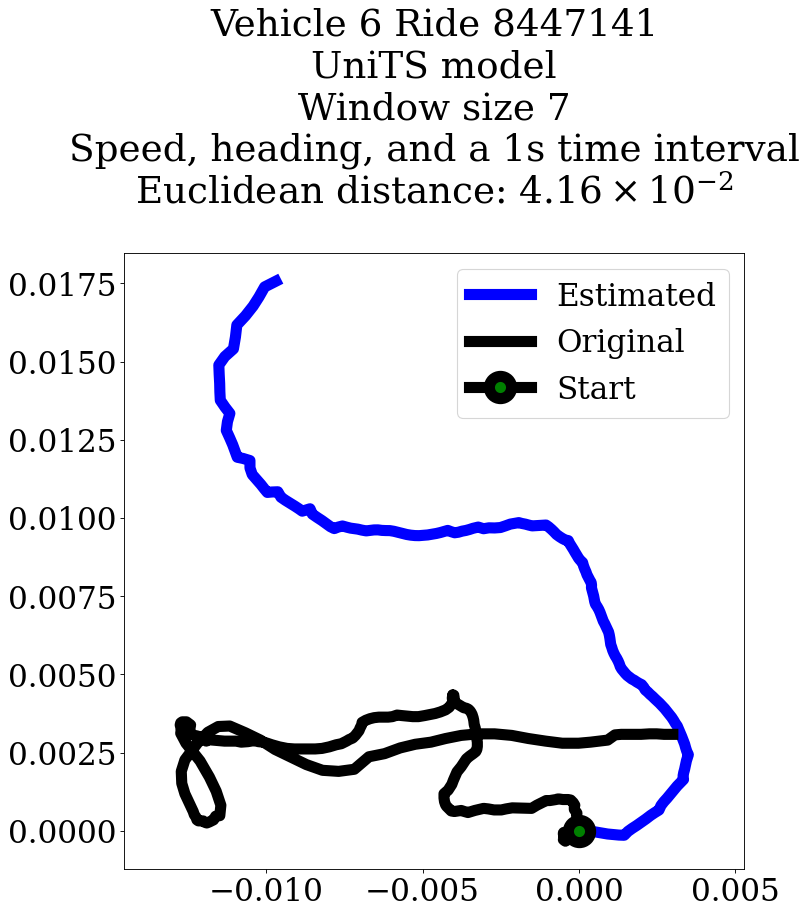 Vehicle 6 Ride 8447141
UniTS model
Window size 7
Speed, heading, and a 1s time interval
Euclidean distance: 4.16 × 10⁻²
Estimated
Original
Start
0.0175
0.0150
0.0125
0.0100
0.0075
0.0050
0.0025
0.0000
−0.010 −0.005 0.000 0.005